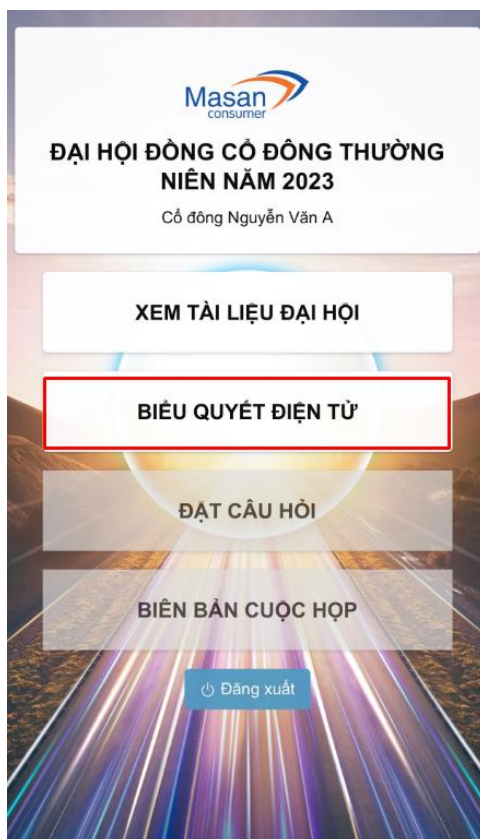 Masan
consumer
ĐẠI HỘI ĐỒNG CỔ ĐÔNG THƯỜNG
NIÊN NĂM 2023
Cổ đông Nguyễn Văn A
XEM TÀI LIỆU ĐẠI HỘI
BIỂU QUYẾT ĐIỆN TỬ
ĐẶT CÂU HỎI
BIÊN BẢN CUỘC HỌP
Đăng xuất